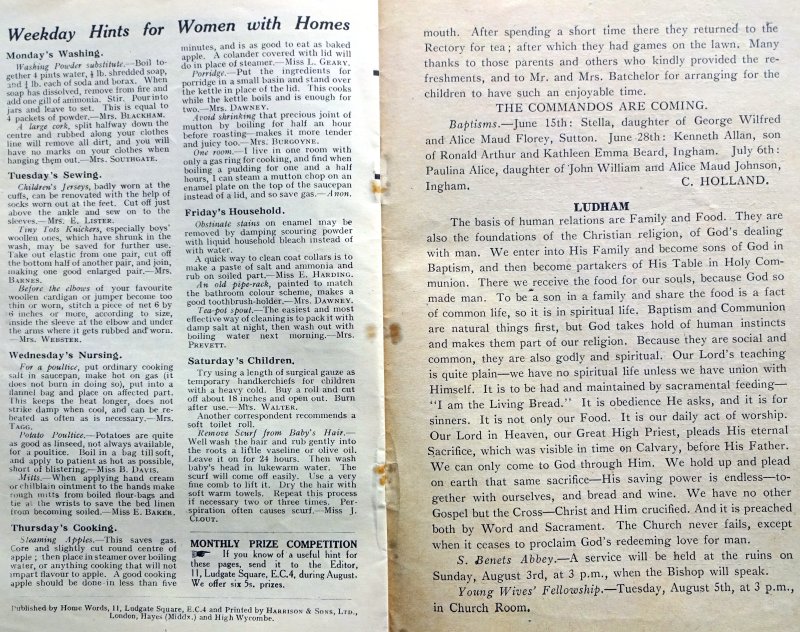 Weekday Hints for Women with Homes
Monday's Washing.
Washing Powder substitute.—Boil to-
gether 4 pints water, ½ lb. shredded soap,
and ¼ lb. each of soda and borax. When
soap has dissolved, remove from fire and
add one gill of ammonia. Stir. Pour into
jars and leave to set. This is equal to
4 packets of powder.—Mrs. BLACKHAM.
A large cork, split halfway down the
centre and rubbed along your clothes
line will remove all dirt, and you will
have no marks on your clothes when
hanging them out.—Mrs. SOUTHGATE.
Tuesday's Sewing.
Children's Jerseys, badly worn at the
cuffs, can be renovated with the help of
socks worn out at the feet. Cut off just
above the ankle and sew on to the
sleeves.—Mrs. E. LISTER.
Tiny Tots Knickers, especially boys'
woollen ones, which have shrunk in the
wash, may be saved for further use.
Take out elastic from one pair, cut off
the bottom half of another pair, and join,
making one good enlarged pair.—Mrs.
BARNES.
Before the elbows of your favourite
woollen cardigan or jumper become too
thin or worn, stitch a piece of net 6 by
6 inches or more, according to size,
inside the sleeve at the elbow and under
the arms where it gets rubbed and worn.
—Mrs. WEBSTER.
Wednesday's Nursing.
For a poultice, put ordinary cooking
salt in saucepan, make hot on gas (it
does not burn in doing so), put into a
flannel bag and place on affected part.
This keeps the heat longer, does not
strike damp when cool, and can be re-
heated as often as is necessary.—Mrs.
TAGG.
Potato Poultice.—Potatoes are quite
as good as linseed, not always available,
for a poultice. Boil in a bag till soft,
and apply to patient as hot as possible,
short of blistering.—Miss B. DAVIS.
Mitts.—When applying hand cream
or chilblain ointment to the hands make
rough mitts from boiled flour-bags and
tie at the wrists to save the bed linen
from becoming soiled.—Miss E. BAKER.
Thursday's Cooking.
Steaming Apples.—This saves gas.
Core and slightly cut round centre of
apple; then place in steamer over boiling
water, or anything cooking that will not
impart flavour to apple. A good cooking
apple should be done in less than five
minutes, and is as good to eat as baked
apple. A colander covered with lid will
do in place of steamer.—Miss L. GEARY.
Porridge.—Put the ingredients for
porridge in a small basin and stand over
the kettle in place of the lid. This cooks
while the kettle boils and is enough for
two.—Mrs. DAWNEY.
Avoid shrinking that precious joint of
mutton by boiling for half an hour
before roasting—makes it more tender
and juicy too.—Mrs. BURGOYNE.
One room.—I live in one room with
only a gas ring for cooking, and find when
boiling a pudding for one and a half
hours, I can steam a mutton chop on an
enamel plate on the top of the saucepan
instead of a lid, and so save gas.—Anon.
Friday's Household.
Obstinate stains on enamel may be
removed by damping scouring powder
with liquid household bleach instead of
with water.
A quick way to clean coat collars is to
make a paste of salt and ammonia and
rub on soiled part.—Miss E. HARDING.
An old pipe-rack, painted to match
the bathroom colour scheme, makes a
good toothbrush-holder.—Mrs. DAWNEY.
Tea-pot spout.—The easiest and most
effective way of cleaning is to pack it with
damp salt at night, then wash out with
boiling water next morning.—Mrs.
PREVETT.
Saturday's Children.
Try using a length of surgical gauze as
temporary handkerchiefs for children
with a heavy cold. Buy a roll and cut
off about 18 inches and open out. Burn
after use.—Mrs. WALTER.
Another correspondent recommends a
soft toilet roll.
Remove Scurf from Baby's Hair.—
Well wash the hair and rub gently into
the roots a little vaseline or olive oil.
Leave it on for 24 hours. Then wash
baby's head in lukewarm water. The
scurf will come off easily. Use a very
fine comb to lift it. Dry the hair with
soft warm towels. Repeat this process
if necessary two or three times. Per-
spiration often causes scurf.—Miss J.
CLOUT.
MONTHLY PRIZE COMPETITION
☛ If you know of a useful hint for
these pages, send it to the Editor,
11, Ludgate Square, E.C.4, during August.
We offer six 5s. prizes.
Published by Home Words, 11, Ludgate Square, E.C.4 and Printed by HARRISON & SONS, LTD.,
London, Hayes (Middx.) and High Wycombe.
mouth. After spending a short time there they returned to the
Rectory for tea; after which they had games on the lawn. Many
thanks to those parents and others who kindly provided the re-
freshments, and to Mr. and Mrs. Batchelor for arranging for the
children to have such an enjoyable time.
THE COMMANDOS ARE COMING.
Baptisms.—June 15th: Stella, daughter of George Wilfred
and Alice Maud Florey, Sutton. June 28th: Kenneth Allan, son
of Ronald Arthur and Kathleen Emma Beard, Ingham. July 6th:
Paulina Alice, daughter of John William and Alice Maud Johnson,
Ingham. C. HOLLAND.
LUDHAM
The basis of human relations are Family and Food. They are
also the foundations of the Christian religion, of God's dealing
with man. We enter into His Family and become sons of God in
Baptism, and then become partakers of His Table in Holy Com-
munion. There we receive the food for our souls, because God so
made man. To be a son in a family and share the food is a fact
of common life, so it is in spiritual life. Baptism and Communion
are natural things first, but God takes hold of human instincts
and makes them part of our religion. Because they are social and
common, they are also godly and spiritual. Our Lord's teaching
is quite plain—we have no spiritual life unless we have union with
Himself. It is to be had and maintained by sacramental feeding—
"I am the Living Bread." It is obedience He asks, and it is for
sinners. It is not only our Food. It is our daily act of worship.
Our Lord in Heaven, our Great High Priest, pleads His eternal
Sacrifice, which was visible in time on Calvary, before His Father.
We can only come to God through Him. We hold up and plead
on earth that same sacrifice—His saving power is endless—to-
gether with ourselves, and bread and wine. We have no other
Gospel but the Cross—Christ and Him crucified. And it is preached
both by Word and Sacrament. The Church never fails, except
when it ceases to proclaim God's redeeming love for man.
S. Benets Abbey.—A service will be held at the ruins on
Sunday, August 3rd, at 3 p.m., when the Bishop will speak.
Young Wives' Fellowship.—Tuesday, August 5th, at 3 p.m.,
in Church Room.